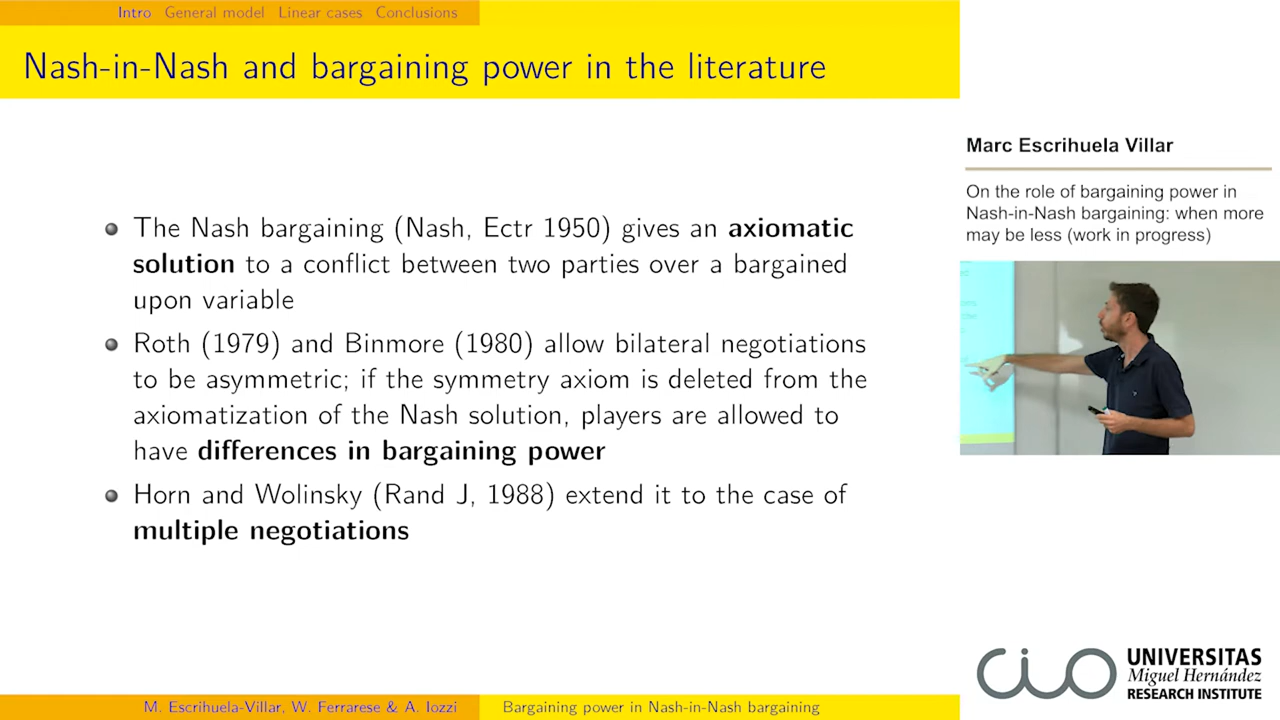 Intro General model Linear cases Conclusions
Nash-in-Nash and bargaining power in the literature
The Nash bargaining (Nash, Ectr 1950) gives an axiomatic
solution to a conflict between two parties over a bargained
upon variable
Roth (1979) and Binmore (1980) allow bilateral negotiations
to be asymmetric; if the symmetry axiom is deleted from the
axiomatization of the Nash solution, players are allowed to
have differences in bargaining power
Horn and Wolinsky (Rand J, 1988) extend it to the case of
multiple negotiations
M. Escrihuela-Villar, W. Ferrarese & A. Iozzi
Bargaining power in Nash-in-Nash bargaining
Marc Escrihuela Villar
On the role of bargaining power in
Nash-in-Nash bargaining: when more
may be less (work in progress)
cio
UNIVERSITAS
Miguel Hernández
RESEARCH INSTITUTE